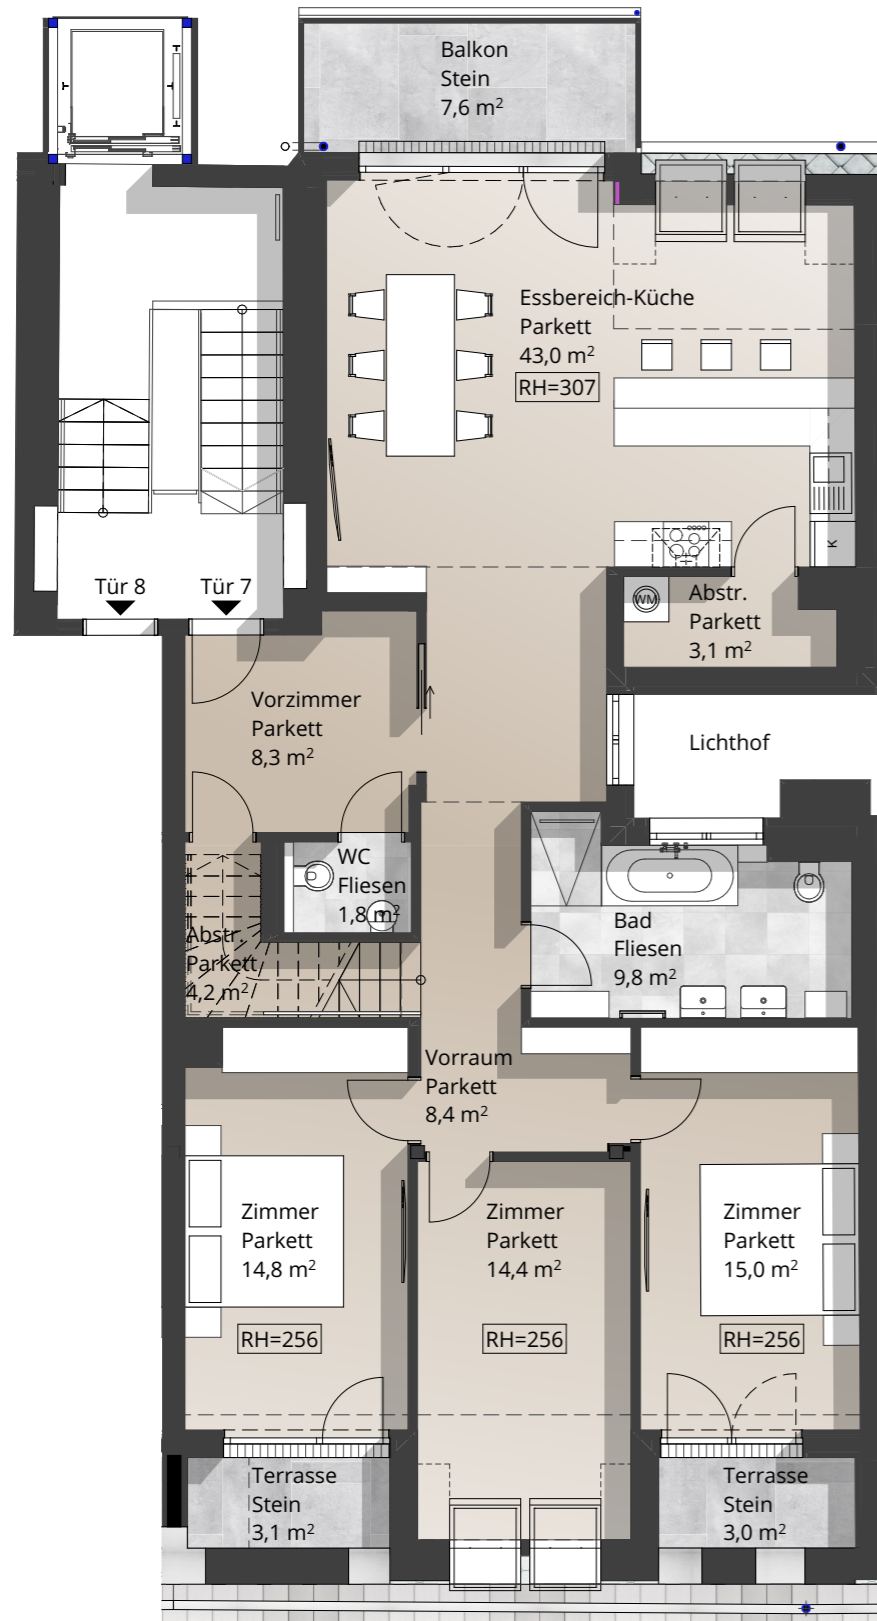 Balkon
Stein
7,6 m²
Essbereich-Küche
Parkett
43,0 m²
RH=307
K
Tür 8
Tür 7
WM
Abstr.
Parkett
3,1 m²
Vorzimmer
Parkett
8,3 m²
Lichthof
WC
Fliesen
1,8 m²
Abstr.
Parkett
4,2 m²
Bad
Fliesen
9,8 m²
Vorraum
Parkett
8,4 m²
Zimmer
Parkett
14,8 m²
RH=256
Zimmer
Parkett
14,4 m²
RH=256
Zimmer
Parkett
15,0 m²
RH=256
Terrasse
Stein
3,1 m²
Terrasse
Stein
3,0 m²